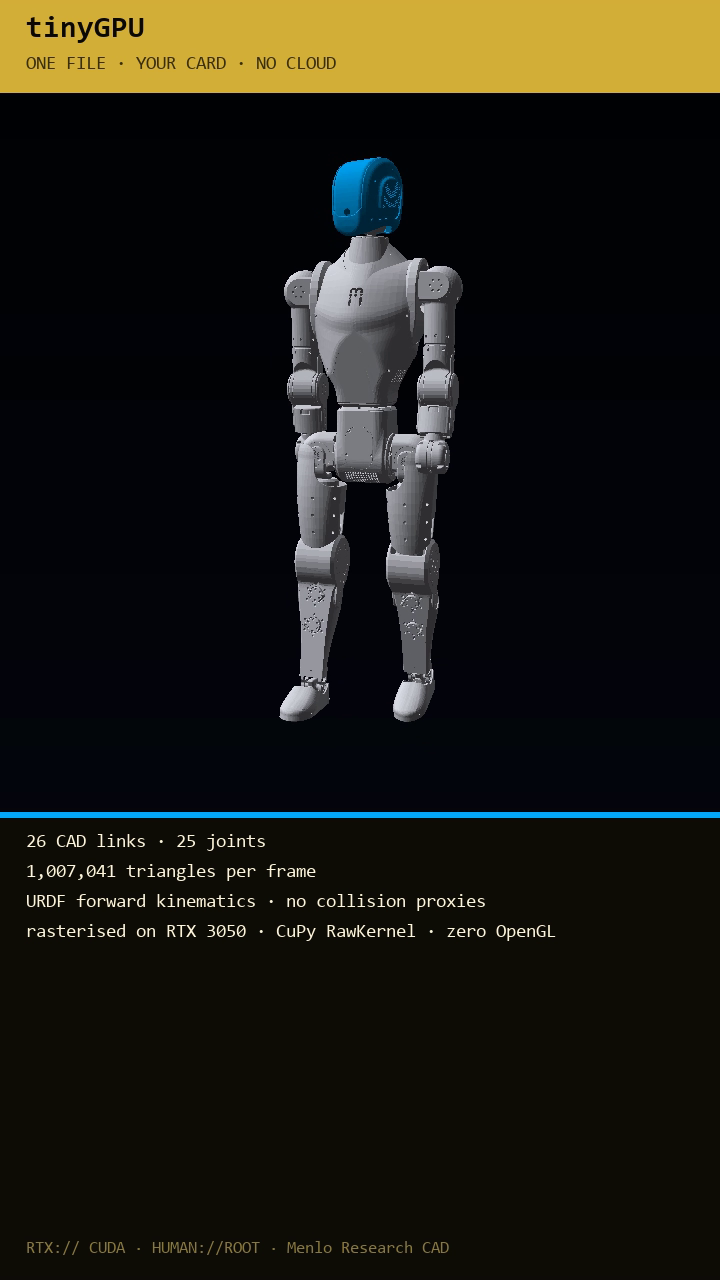 tinyGPU
ONE FILE · YOUR CARD · NO CLOUD
26 CAD links · 25 joints
1,007,041 triangles per frame
URDF forward kinematics · no collision proxies
rasterised on RTX 3050 · CuPy RawKernel · zero OpenGL
RTX:// CUDA · HUMAN://ROOT · Menlo Research CAD